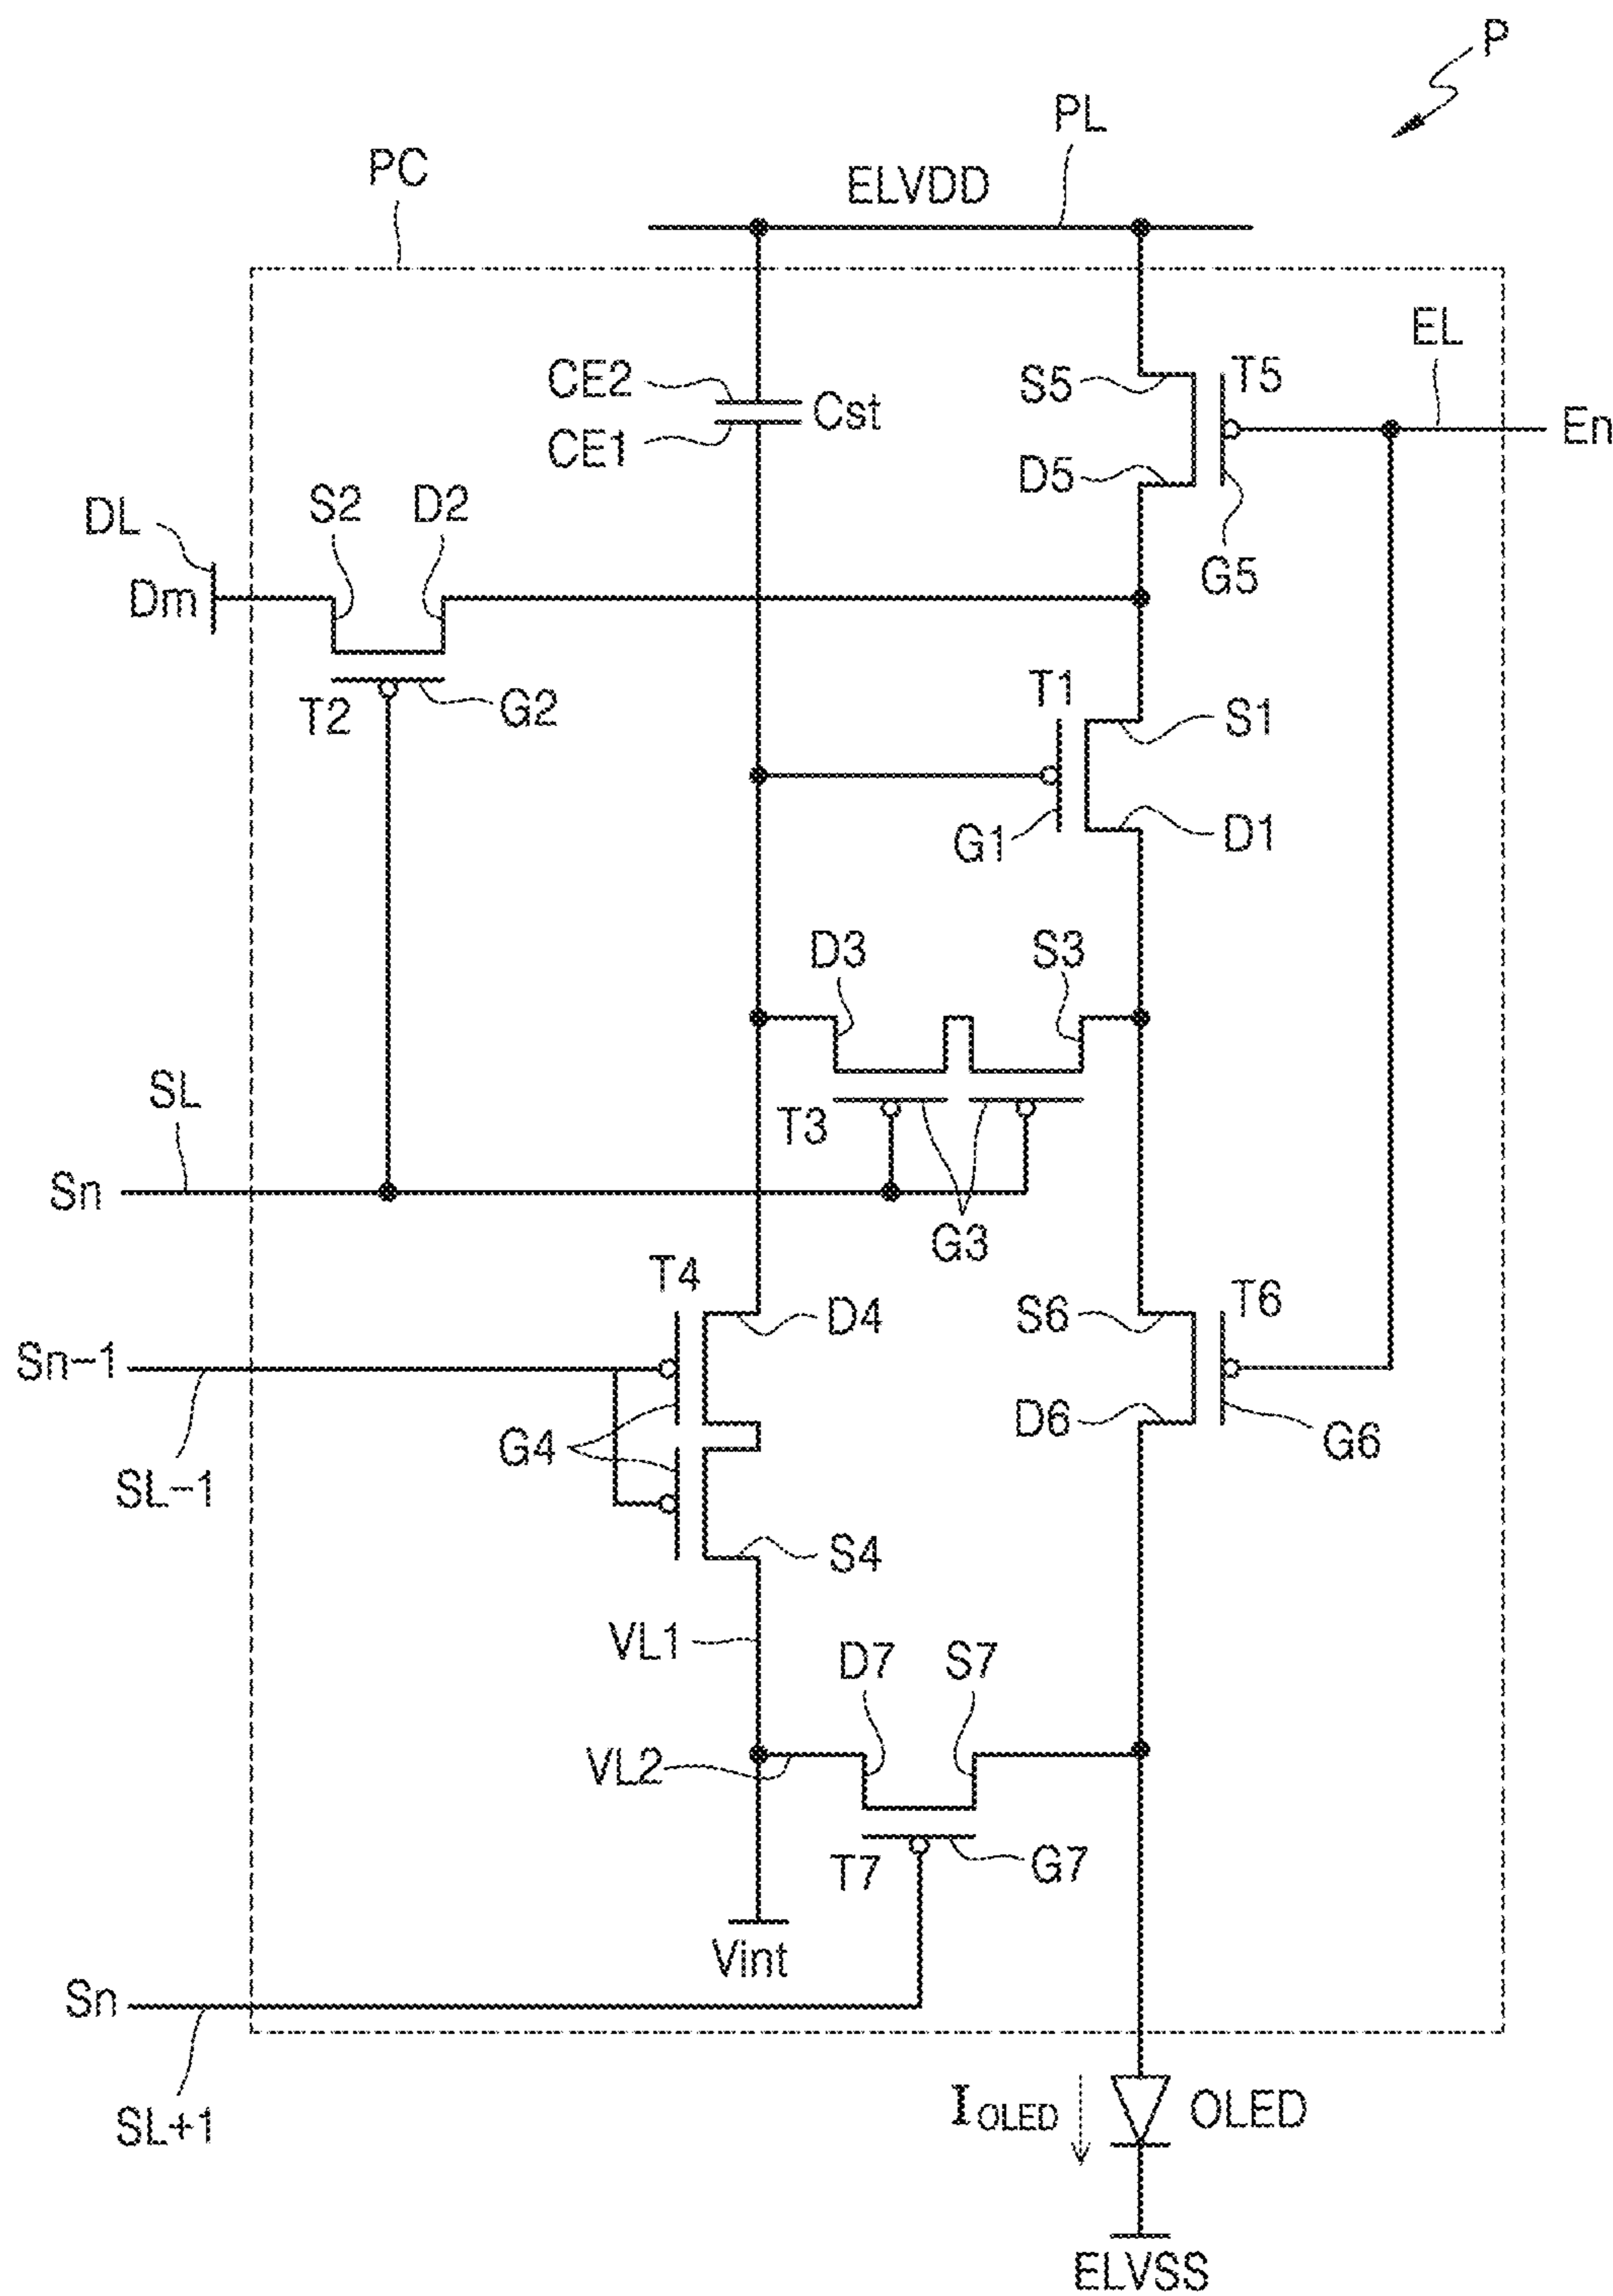 P
PL
PC
ELVDD
EL
CE2
Cst
CE1
S5
T5
En
D5
S2
D2
DL
G5
Dm
T1
T2
G2
S1
G1
D1
D3
S3
SL
T3
Sn
G3
T4
D4
S6
T6
Sn-1
D6
G4
G6
SL-1
S4
VL1
D7
S7
VL2
T7
G7
Vint
Sn
SL+1
IOLED
OLED
ELVSS